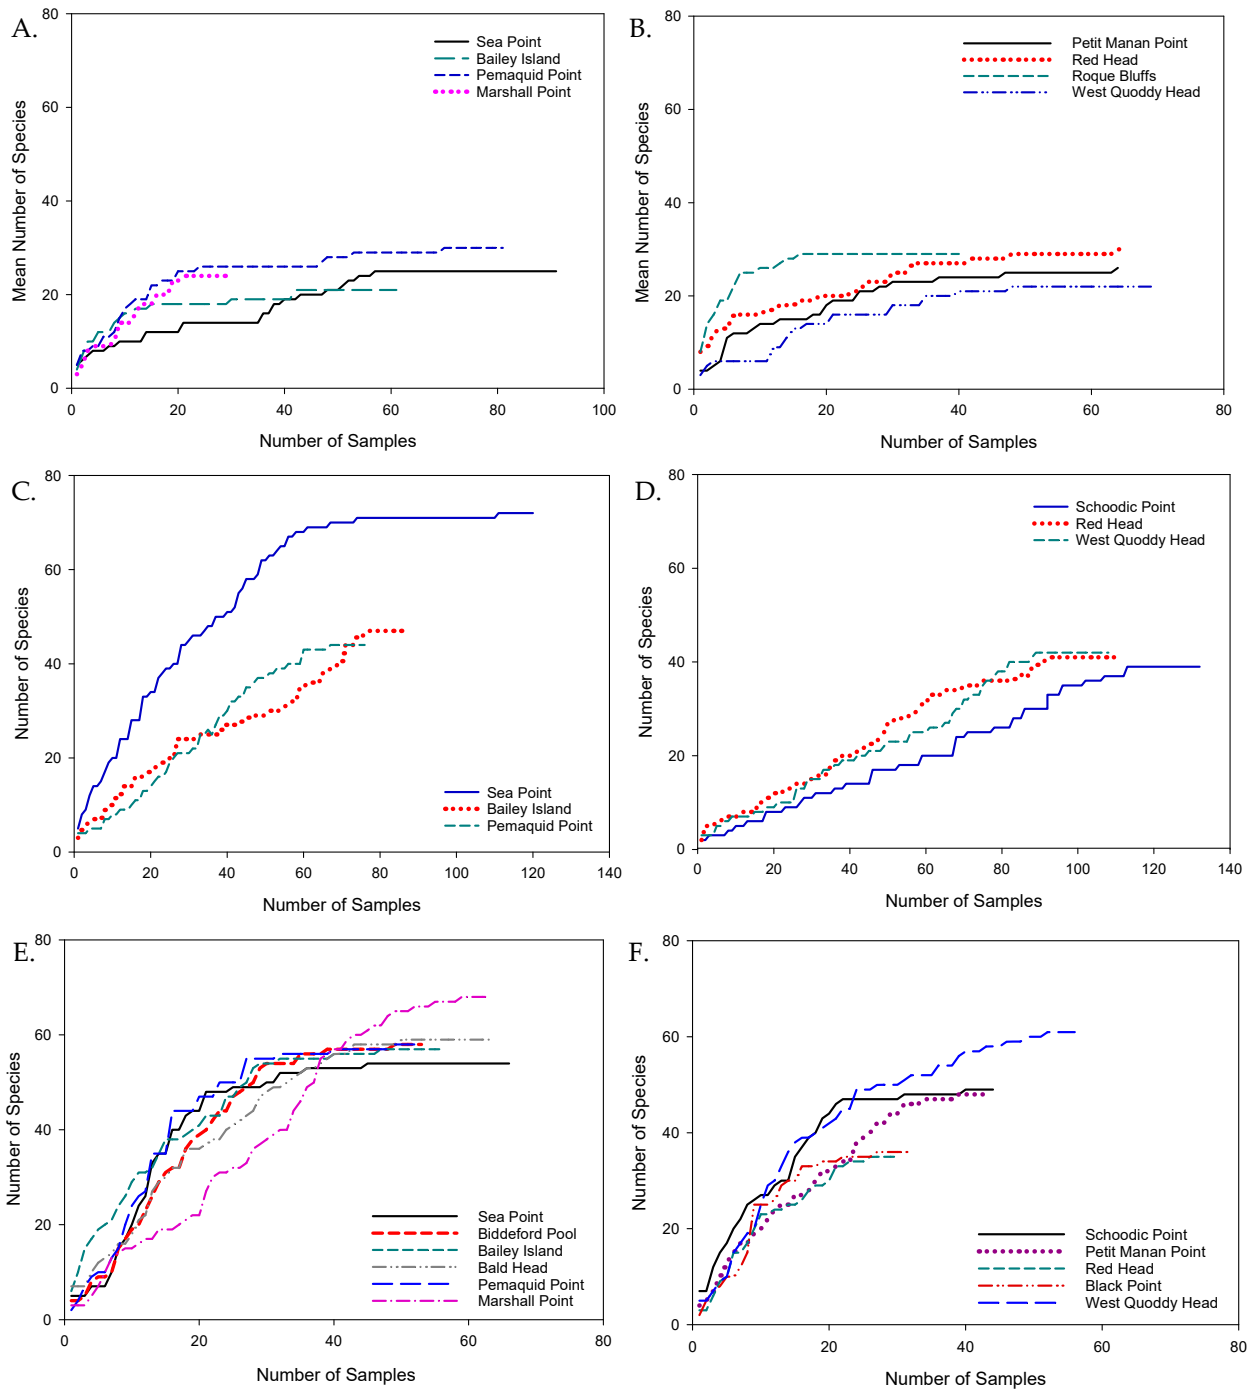 A.
80
60
40
20
0
Mean Number of Species
Sea Point
Bailey Island
Pemaquid Point
Marshall Point
0 20 40 60 80 100
Number of Samples
B.
80
60
40
20
0
Mean Number of Species
Petit Manan Point
Red Head
Roque Bluffs
West Quoddy Head
0 20 40 60 80
Number of Samples
C.
80
60
40
20
0
Number of Species
Sea Point
Bailey Island
Pemaquid Point
0 20 40 60 80 100 120 140
Number of Samples
D.
80
60
40
20
0
Number of Species
Schoodic Point
Red Head
West Quoddy Head
0 20 40 60 80 100 120 140
Number of Samples
E.
80
60
40
20
0
Number of Species
Sea Point
Biddeford Pool
Bailey Island
Bald Head
Pemaquid Point
Marshall Point
0 20 40 60 80
Number of Samples
F.
80
60
40
20
0
Number of Species
Schoodic Point
Petit Manan Point
Red Head
Black Point
West Quoddy Head
0 20 40 60 80
Number of Samples